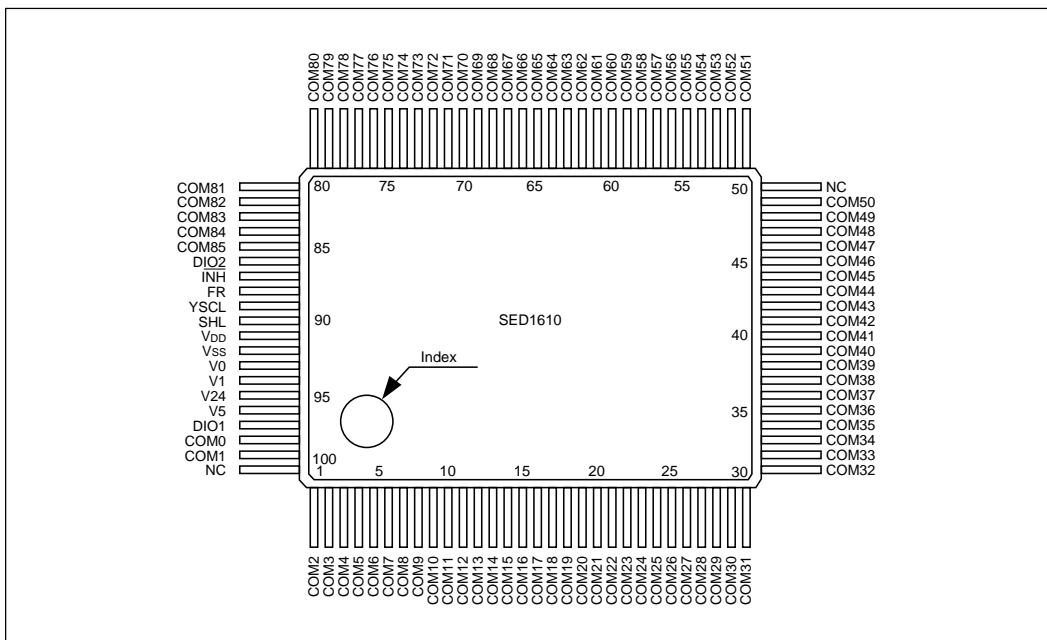 COM80 COM79 COM78 COM77 COM76 COM75 COM74 COM73 COM72 COM71 COM70 COM69 COM68 COM67 COM66 COM65 COM64 COM63 COM62 COM61 COM60 COM59 COM58 COM57 COM56 COM55 COM54 COM53 COM52 COM51
COM81
COM82
COM83
COM84
COM85
DIO2
I̅N̅H̅
FR
YSCL
SHL
VDD
VSS
V0
V1
V24
V5
DIO1
COM0
COM1
NC
80 75 70 65 60 55 50
85
90
95
100
SED1610
Index
45
40
35
1 5 10 15 20 25 30
NC
COM50
COM49
COM48
COM47
COM46
COM45
COM44
COM43
COM42
COM41
COM40
COM39
COM38
COM37
COM36
COM35
COM34
COM33
COM32
COM2 COM3 COM4 COM5 COM6 COM7 COM8 COM9 COM10 COM11 COM12 COM13 COM14 COM15 COM16 COM17 COM18 COM19 COM20 COM21 COM22 COM23 COM24 COM25 COM26 COM27 COM28 COM29 COM30 COM31